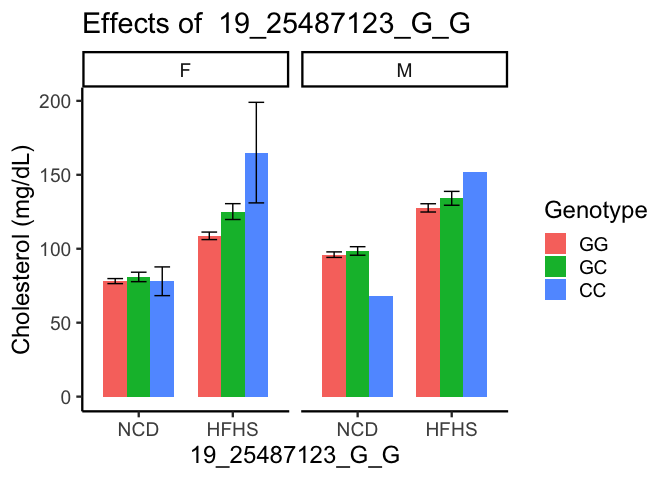 Effects of  19_25487123_G_G
F
M
200
150
100
50
0
Cholesterol (mg/dL)
NCD
HFHS
NCD
HFHS
19_25487123_G_G
Genotype
GG
GC
CC